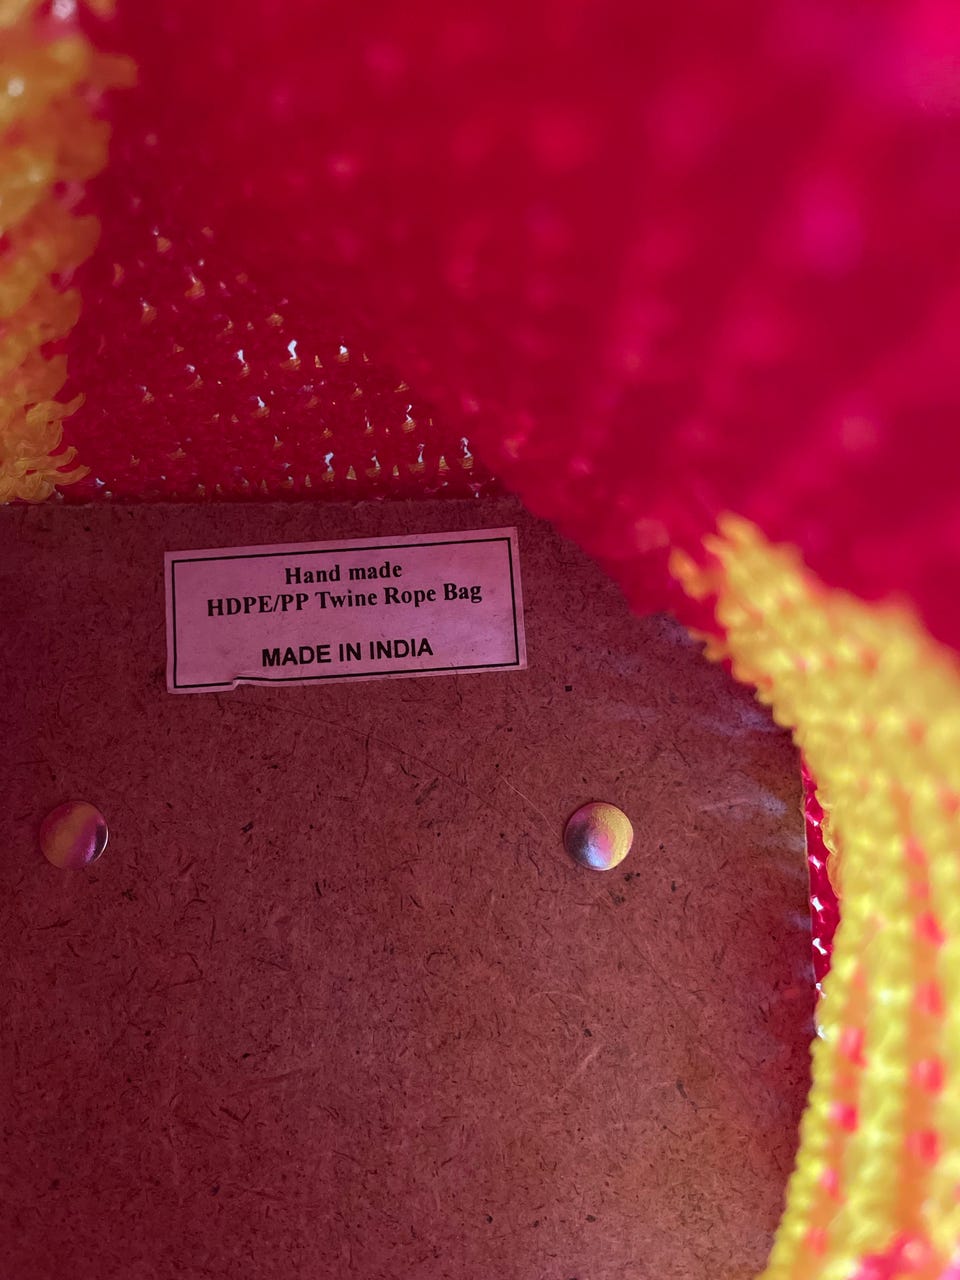 Hand made
HDPE/PP Twine Rope Bag
MADE IN INDIA